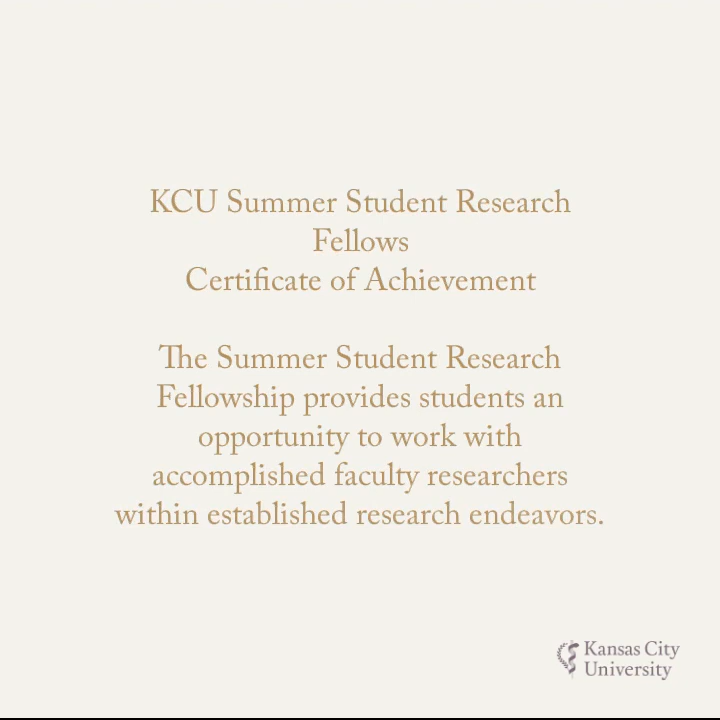 KCU Summer Student Research
Fellows
Certificate of Achievement
The Summer Student Research
Fellowship provides students an
opportunity to work with
accomplished faculty researchers
within established research endeavors.
Kansas City
University